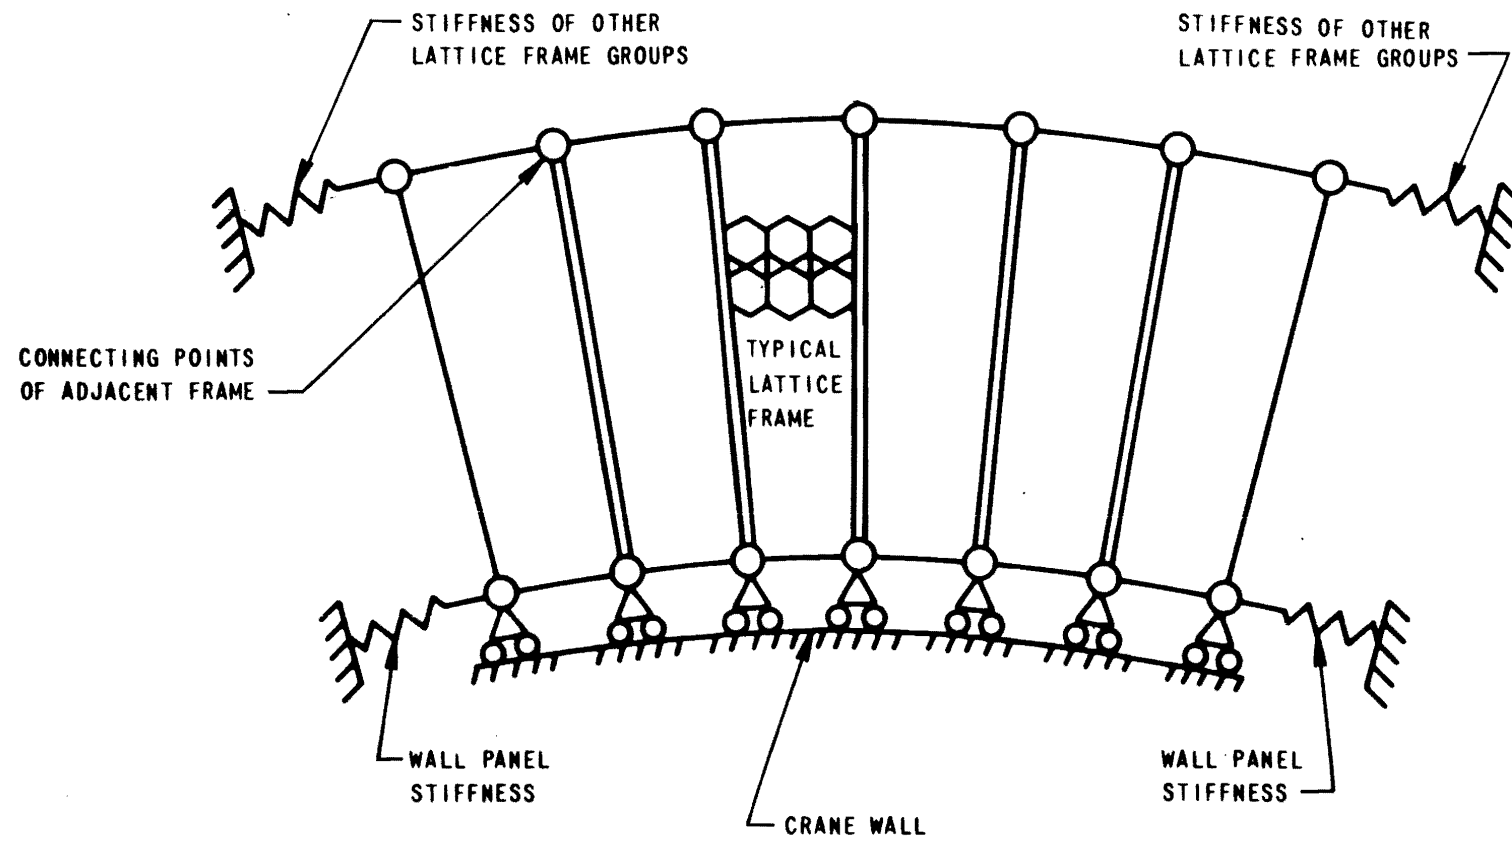 STIFFNESS OF OTHER
LATTICE FRAME GROUPS
STIFFNESS OF OTHER
LATTICE FRAME GROUPS
CONNECTING POINTS
OF ADJACENT FRAME
TYPICAL
LATTICE
FRAME
WALL PANEL
STIFFNESS
WALL PANEL
STIFFNESS
CRANE WALL